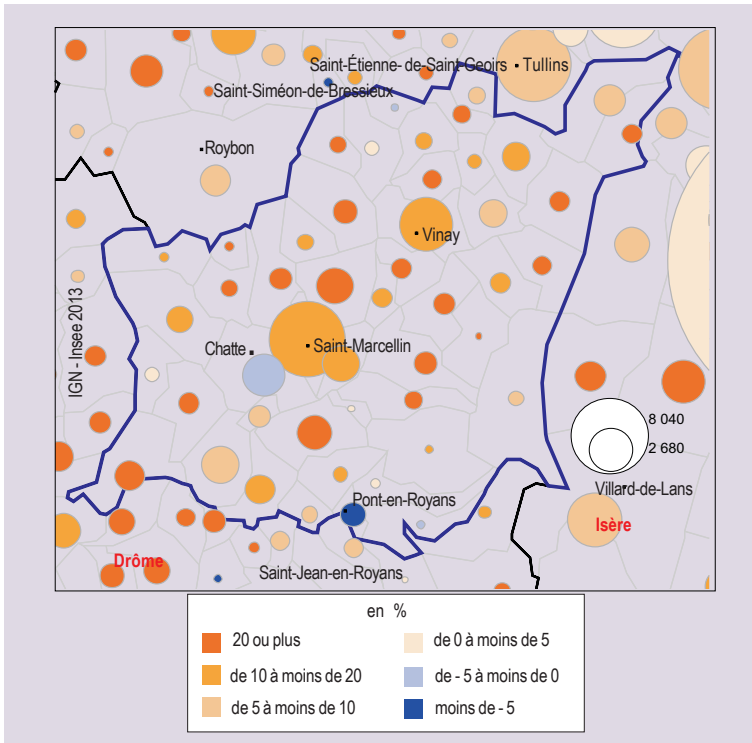 Saint-Étienne- de-Saint-Geoirs
Tullins
Saint-Siméon-de-Bressieux
Roybon
Vinay
IGN - Insee 2013
Chatte
Saint-Marcellin
8 040
2 680
Villard-de-Lans
Pont-en-Royans
Isère
Drôme
Saint-Jean-en-Royans
en %
20 ou plus
de 0 à moins de 5
de 10 à moins de 20
de - 5 à moins de 0
de 5 à moins de 10
moins de - 5